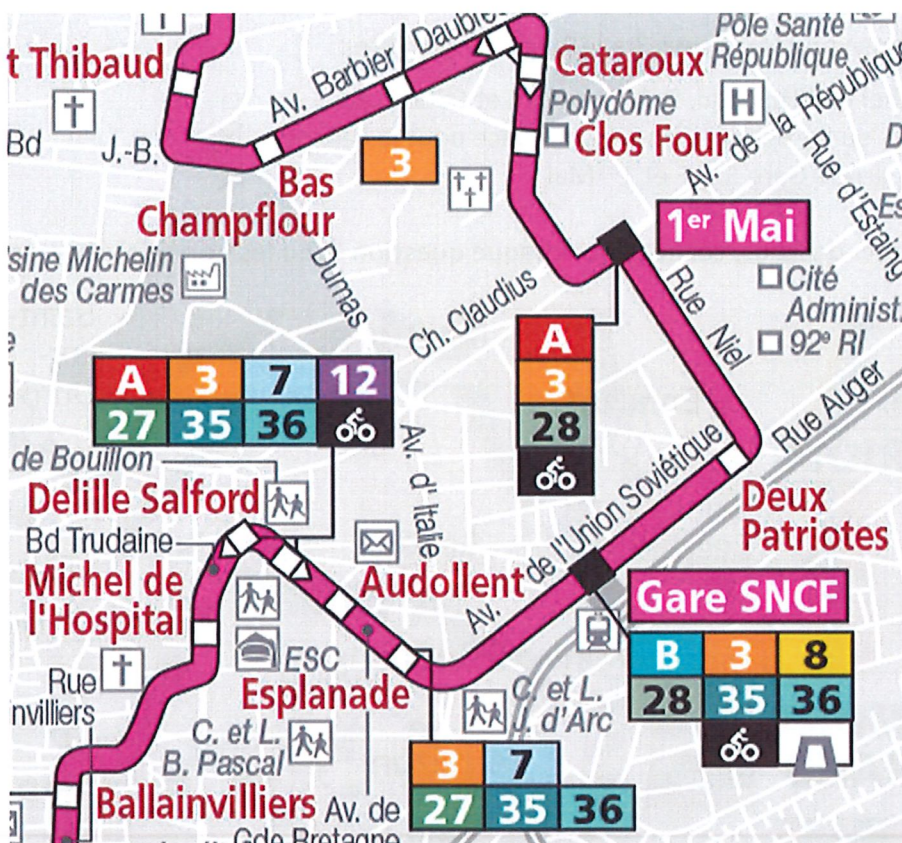 Pôle Santé
République
t Thibaud
Av. Barbier Daubrée
Cataroux
H
Polydôme
Clos Four
Av. de la République
Rue d'Estaing
Bd
J.-B.
3
Bas
Champflour
1er Mai
Es
D
sine Michelin
des Carmes
Dumas
Ch. Claudius
Rue Niel
Cité
Administ.
92e RI
e
A
3
28
A 3 7 12
27 35 36
Rue Auger
de Bouillon
Av. d'Italie
Delille Salford
Bd Trudaine
Michel de
l'Hospital
Audollent
Av. de l'Union Soviétique
Deux
Patriotes
Gare SNCF
B 3 8
28 35 36
ESC
Esplanade
Rue
nvilliers
C. et L.
J. d'Arc
C. et L.
B. Pascal
3 7
27 35 36
Ballainvilliers
Av. de
Gde Bretagne